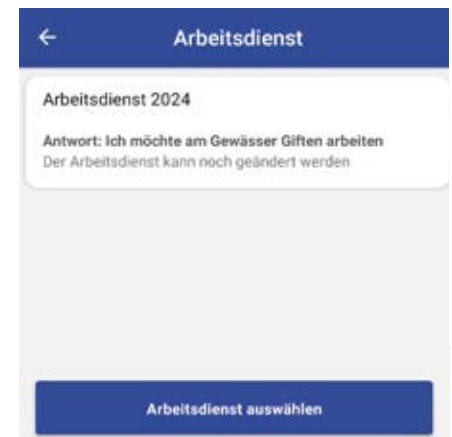 Arbeitsdienst
Arbeitsdienst 2024
Antwort: Ich möchte am Gewässer Giften arbeiten
Der Arbeitsdienst kann noch geändert werden
Arbeitsdienst auswählen